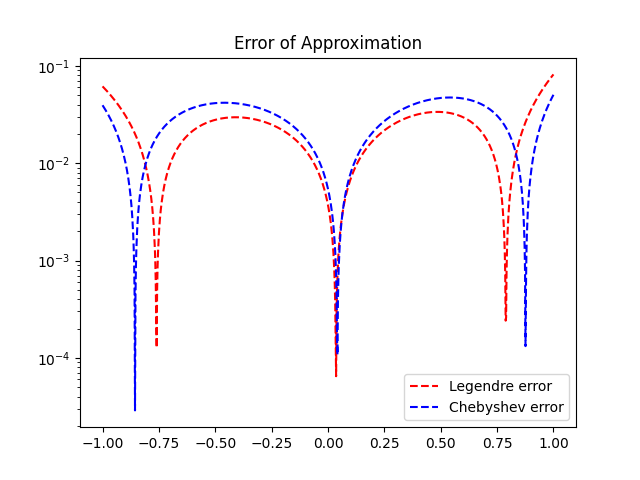 Error of Approximation
10⁻¹
10⁻²
10⁻³
10⁻⁴
−1.00 −0.75 −0.50 −0.25 0.00 0.25 0.50 0.75 1.00
Legendre error
Chebyshev error